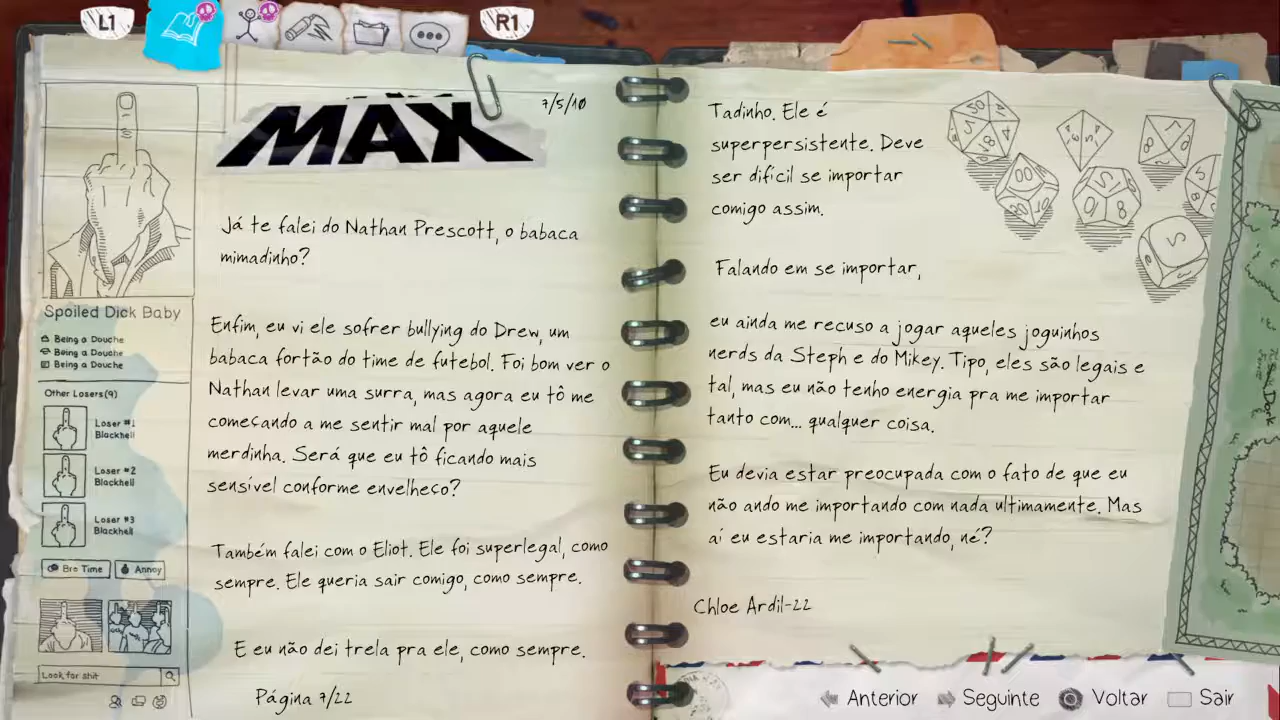 L1
R1
MAX
7/5/10
Já te falei do Nathan Prescott, o babaca
mimadinho?
Enfim, eu vi ele sofrer bullying do Drew, um
babaca fortão do time de futebol. Foi bom ver o
Nathan levar uma surra, mas agora eu tô me
começando a me sentir mal por aquele
merdinha. Será que eu tô ficando mais
sensível conforme envelheço?
Também falei com o Eliot. Ele foi superlegal, como
sempre. Ele queria sair comigo, como sempre.
E eu não dei trela pra ele, como sempre.
Página 7/22
Spoiled Dick Baby
Being a Douche
Being a Douche
Being a Douche
Other Losers(9)
Loser #1
Blackhell
Loser #2
Blackhell
Loser #3
Blackhell
Bro Time
Annoy
Look for shit
Tadinho. Ele é
superpersistente. Deve
ser difícil se importar
comigo assim.
Falando em se importar,
eu ainda me recuso a jogar aqueles joguinhos
nerds da Steph e do Mikey. Tipo, eles são legais e
tal, mas eu não tenho energia pra me importar
tanto com... qualquer coisa.
Eu devia estar preocupada com o fato de que eu
não ando me importando com nada ultimamente. Mas
aí eu estaria me importando, né?
Chloe Ardil-22
Anterior
Seguinte
Voltar
Sair